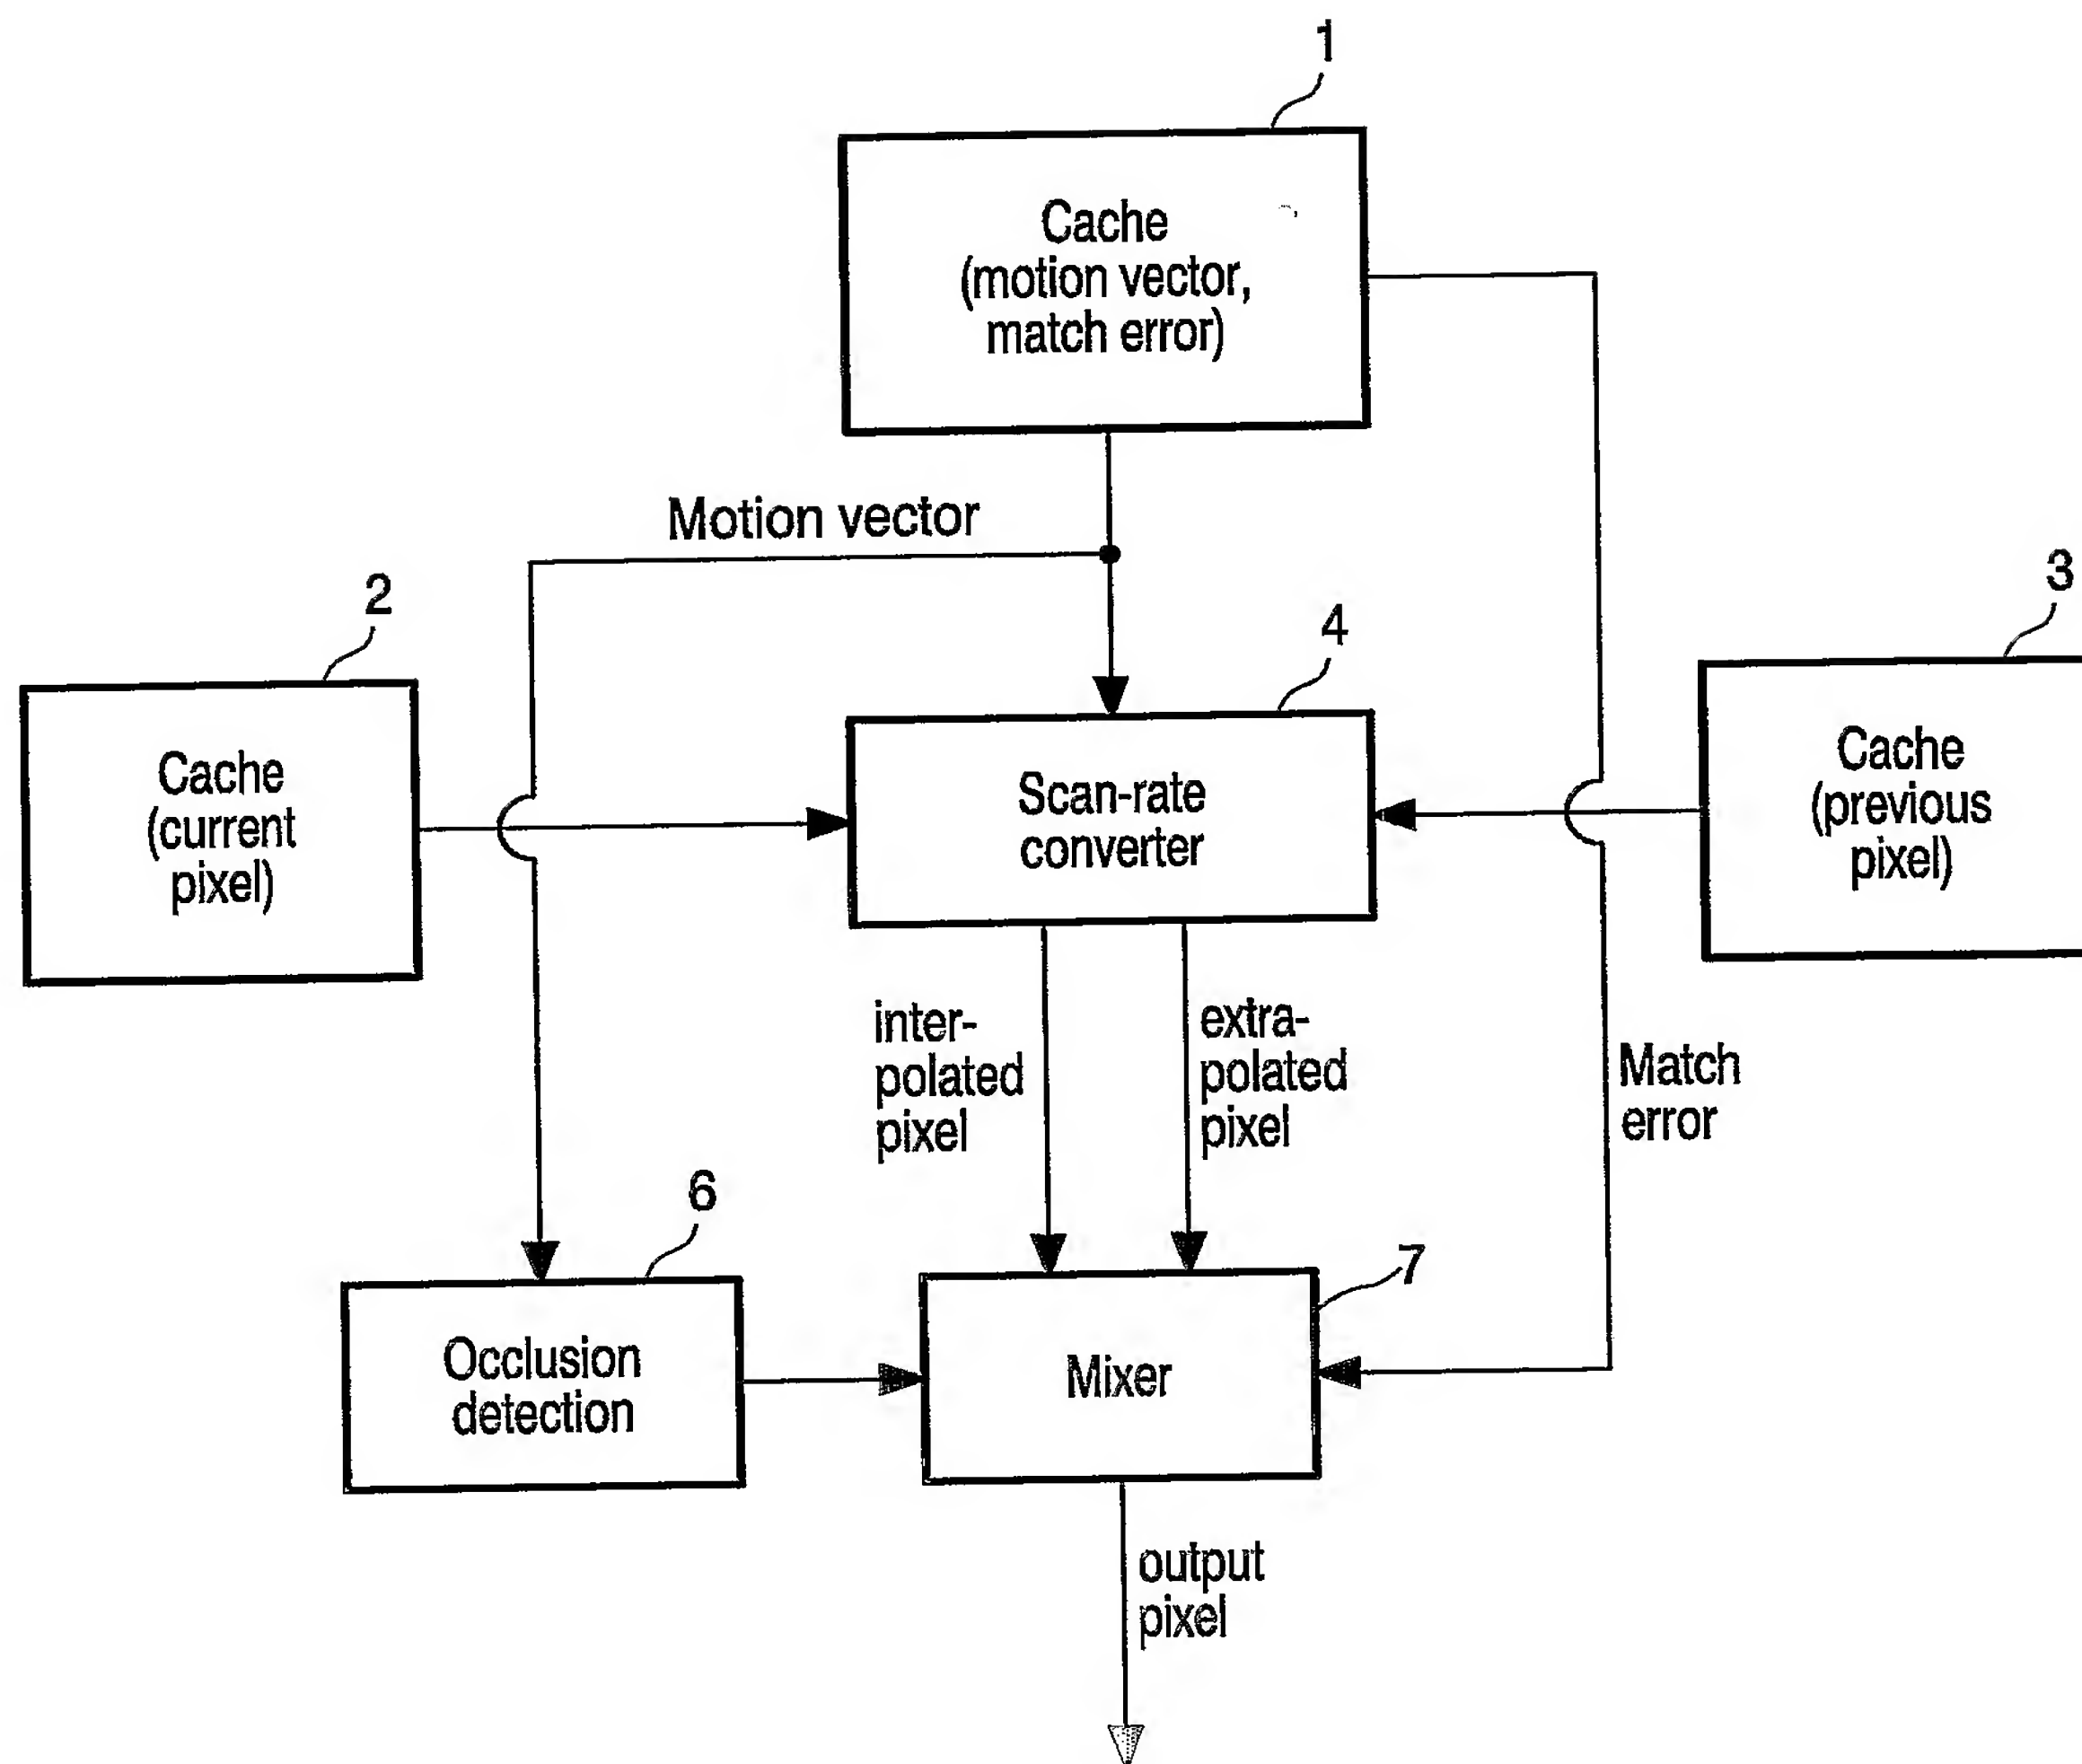 1
Cache
(motion vector,
match error)
Motion vector
2
3
4
Cache
(current
pixel)
Scan-rate
converter
Cache
(previous
pixel)
inter-
polated
pixel
extra-
polated
pixel
Match
error
6
7
Occlusion
detection
Mixer
output
pixel